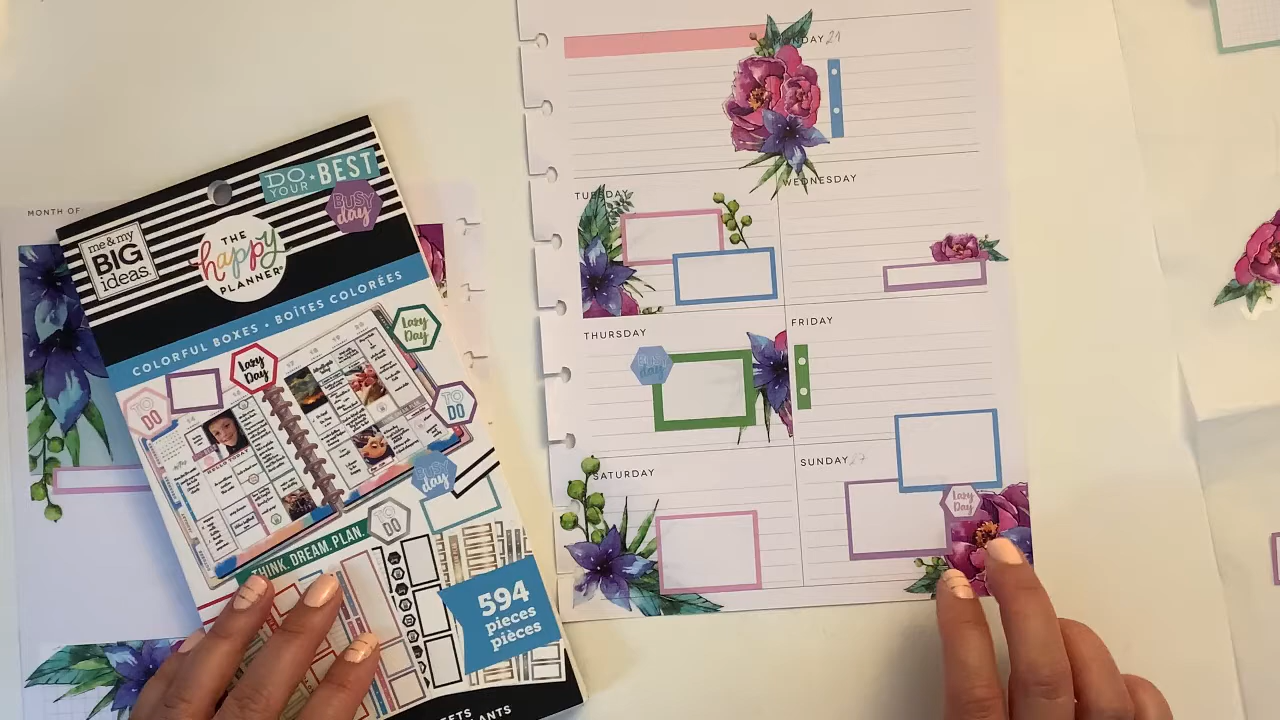 MONTH OF
DO YOUR BEST
BUSY
day
me & my
BIG
ideas
THE
happy
PLANNER®
COLORFUL BOXES • BOÎTES COLORÉES
Lazy
Day
Lazy
Day
TO
DO
TO
DO
BUSY
day
TO
DO
THINK. DREAM. PLAN.
594
pieces
pièces
MONDAY 21
TUESDAY
WEDNESDAY
THURSDAY
FRIDAY
BUSY
day
SATURDAY
SUNDAY 27
Lazy
Day